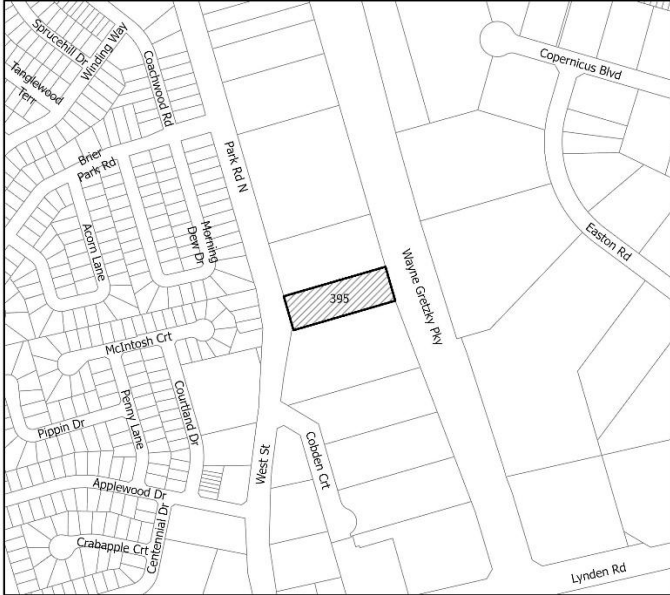 Sprucehill Dr
Winding Way
Tanglewood
Terr
Coachwood Rd
Copernicus Blvd
Brier
Park Rd
Park Rd N
Acorn Lane
Morning
Dew Dr
Easton Rd
Wayne Gretzky Pky
395
McIntosh Crt
Penny Lane
Courtland Dr
Pippin Dr
West St
Cobden Crt
Applewood Dr
Centennial Dr
Crabapple Crt
Lynden Rd